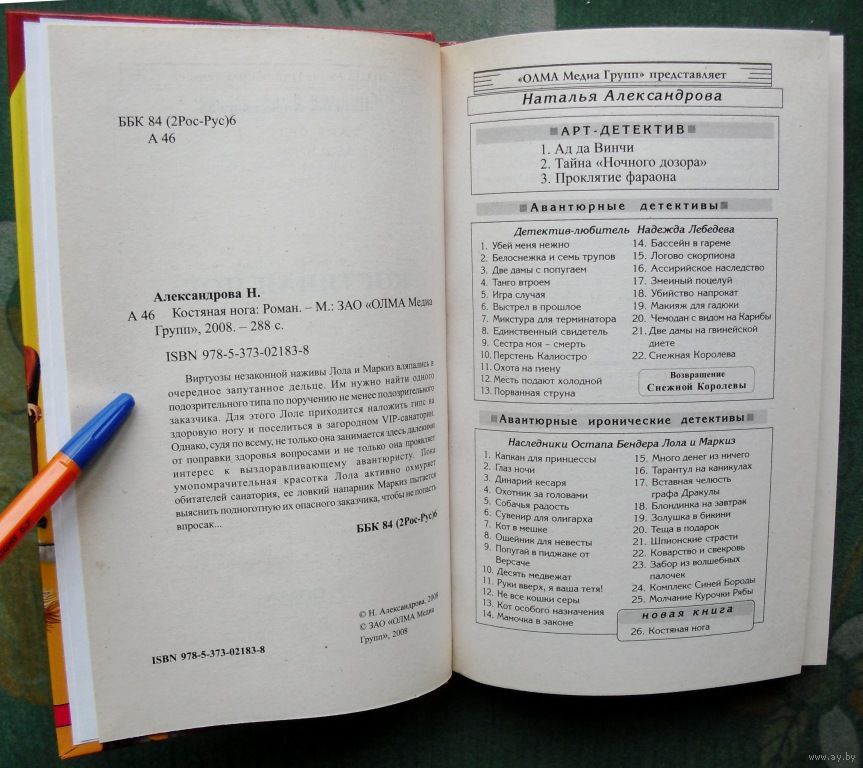 ББК 84 (2Рос-Рус)6
А 46
Александрова Н.
А 46 Костяная нога: Роман. – М.: ЗАО «ОЛМА Медиа
Групп», 2008. – 288 с.
ISBN 978-5-373-02183-8
Виртуозы незаконной наживы Лола и Маркиз вляпались в
очередное запутанное дельце. Им нужно найти одного
подозрительного типа по поручению не менее подозрительного
заказчика. Для этого Лоле приходится наложить гипс на
здоровую ногу и поселиться в загородном VIP-санатории.
Однако, судя по всему, не только она занимается здесь далекими
от поправки здоровья вопросами и не только она проявляет
интерес к выздоравливающему авантюристу. Пока
умопомрачительная красотка Лола активно охмуряет
обитателей санатория, ее ловкий напарник Маркиз пытается
выяснить подноготную их опасного заказчика, чтобы не попасть
впросак...
ББК 84 (2Рос-Рус)6
© Н. Александрова, 2008
© ЗАО «ОЛМА Медиа
Групп», 2008
ISBN 978-5-373-02183-8
«ОЛМА Медиа Групп» представляет
Наталья Александрова
АРТ-ДЕТЕКТИВ
1. Ад да Винчи
2. Тайна «Ночного дозора»
3. Проклятие фараона
Авантюрные детективы
Детектив-любитель Надежда Лебедева
1. Убей меня нежно
2. Белоснежка и семь трупов
3. Две дамы с попугаем
4. Танго втроем
5. Игра случая
6. Выстрел в прошлое
7. Микстура для терминатора
8. Единственный свидетель
9. Сестра моя – смерть
10. Перстень Калиостро
11. Охота на гиену
12. Месть подают холодной
13. Порванная струна
14. Бассейн в гареме
15. Логово скорпиона
16. Ассирийское наследство
17. Змеиный поцелуй
18. Убийство напрокат
19. Макияж для гадюки
20. Чемодан с видом на Карибы
21. Две дамы на гвинейской
диете
22. Снежная Королева
Возвращение
Снежной Королевы
Авантюрные иронические детективы
Наследники Остапа Бендера Лола и Маркиз
1. Капкан для принцессы
2. Глаз ночи
3. Динарий кесаря
4. Охотник за головами
5. Собачья радость
6. Сувенир для олигарха
7. Кот в мешке
8. Ошейник для невесты
9. Попугай в пиджаке от
Версаче
10. Десять медвежат
11. Руки вверх, я ваша тетя!
12. Не все кошки серы
13. Кот особого назначения
14. Мамочка в законе
15. Много денег из ничего
16. Тарантул на каникулах
17. Вставная челюсть
графа Дракулы
18. Блондинка на завтрак
19. Золушка в бикини
20. Теща в подарок
21. Шпионские страсти
22. Коварство и свекровь
23. Забор из волшебных
палочек
24. Комплекс Синей Бороды
25. Молчание Курочки Рябы
новая книга
26. Костяная нога
www.ay.by